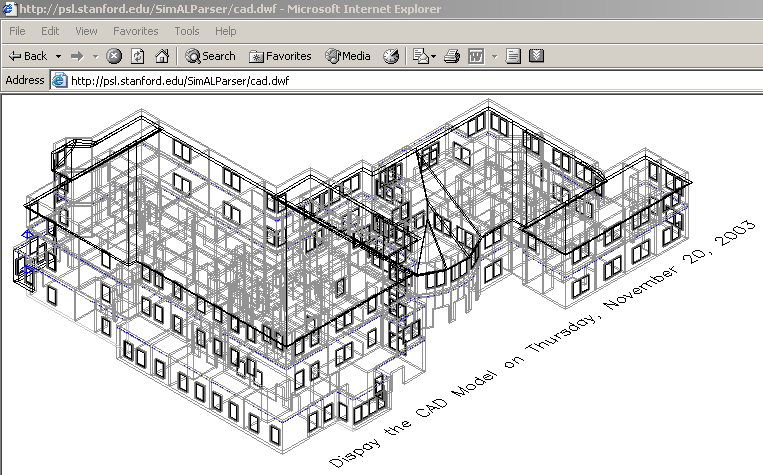 http://psl.stanford.edu/SimALParser/cad.dwf - Microsoft Internet Explorer
File Edit View Favorites Tools Help
Back Search Favorites Media
Address http://psl.stanford.edu/SimALParser/cad.dwf
Dispay the CAD Model on Thursday, November 20, 2003